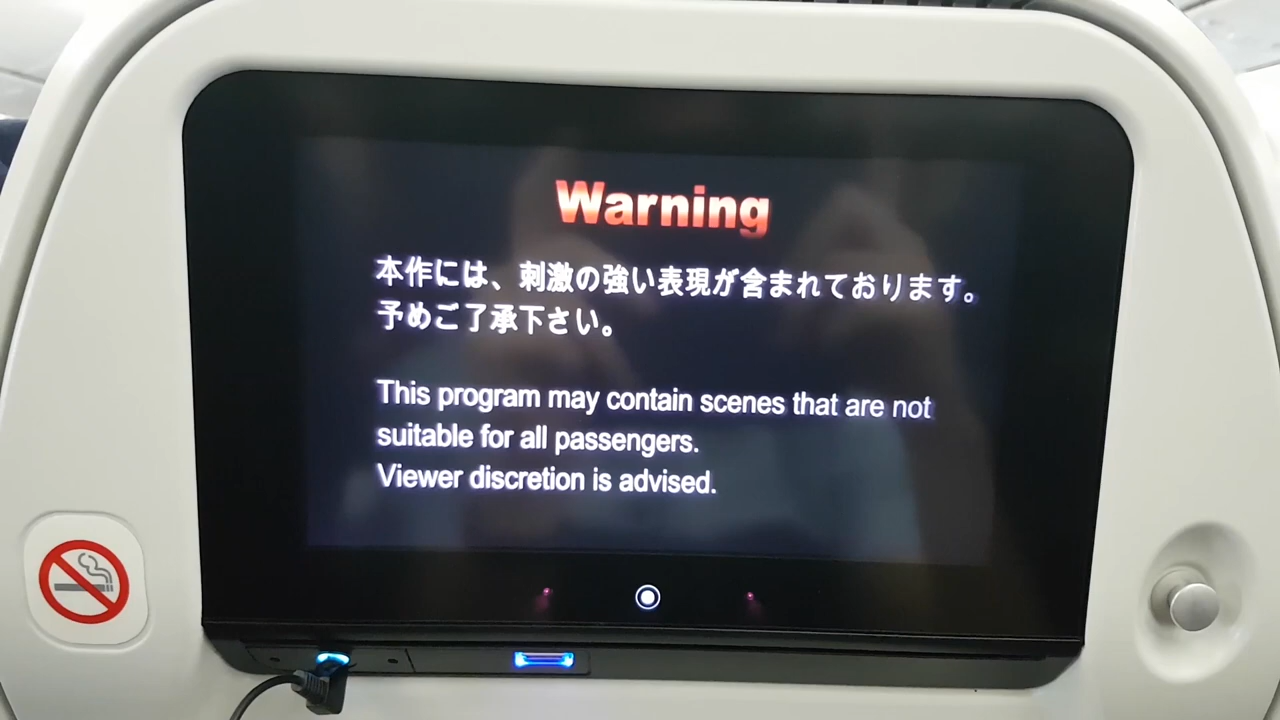 Warning
本作には、刺激の強い表現が含まれております。
予めご了承下さい。
This program may contain scenes that are not
suitable for all passengers.
Viewer discretion is advised.